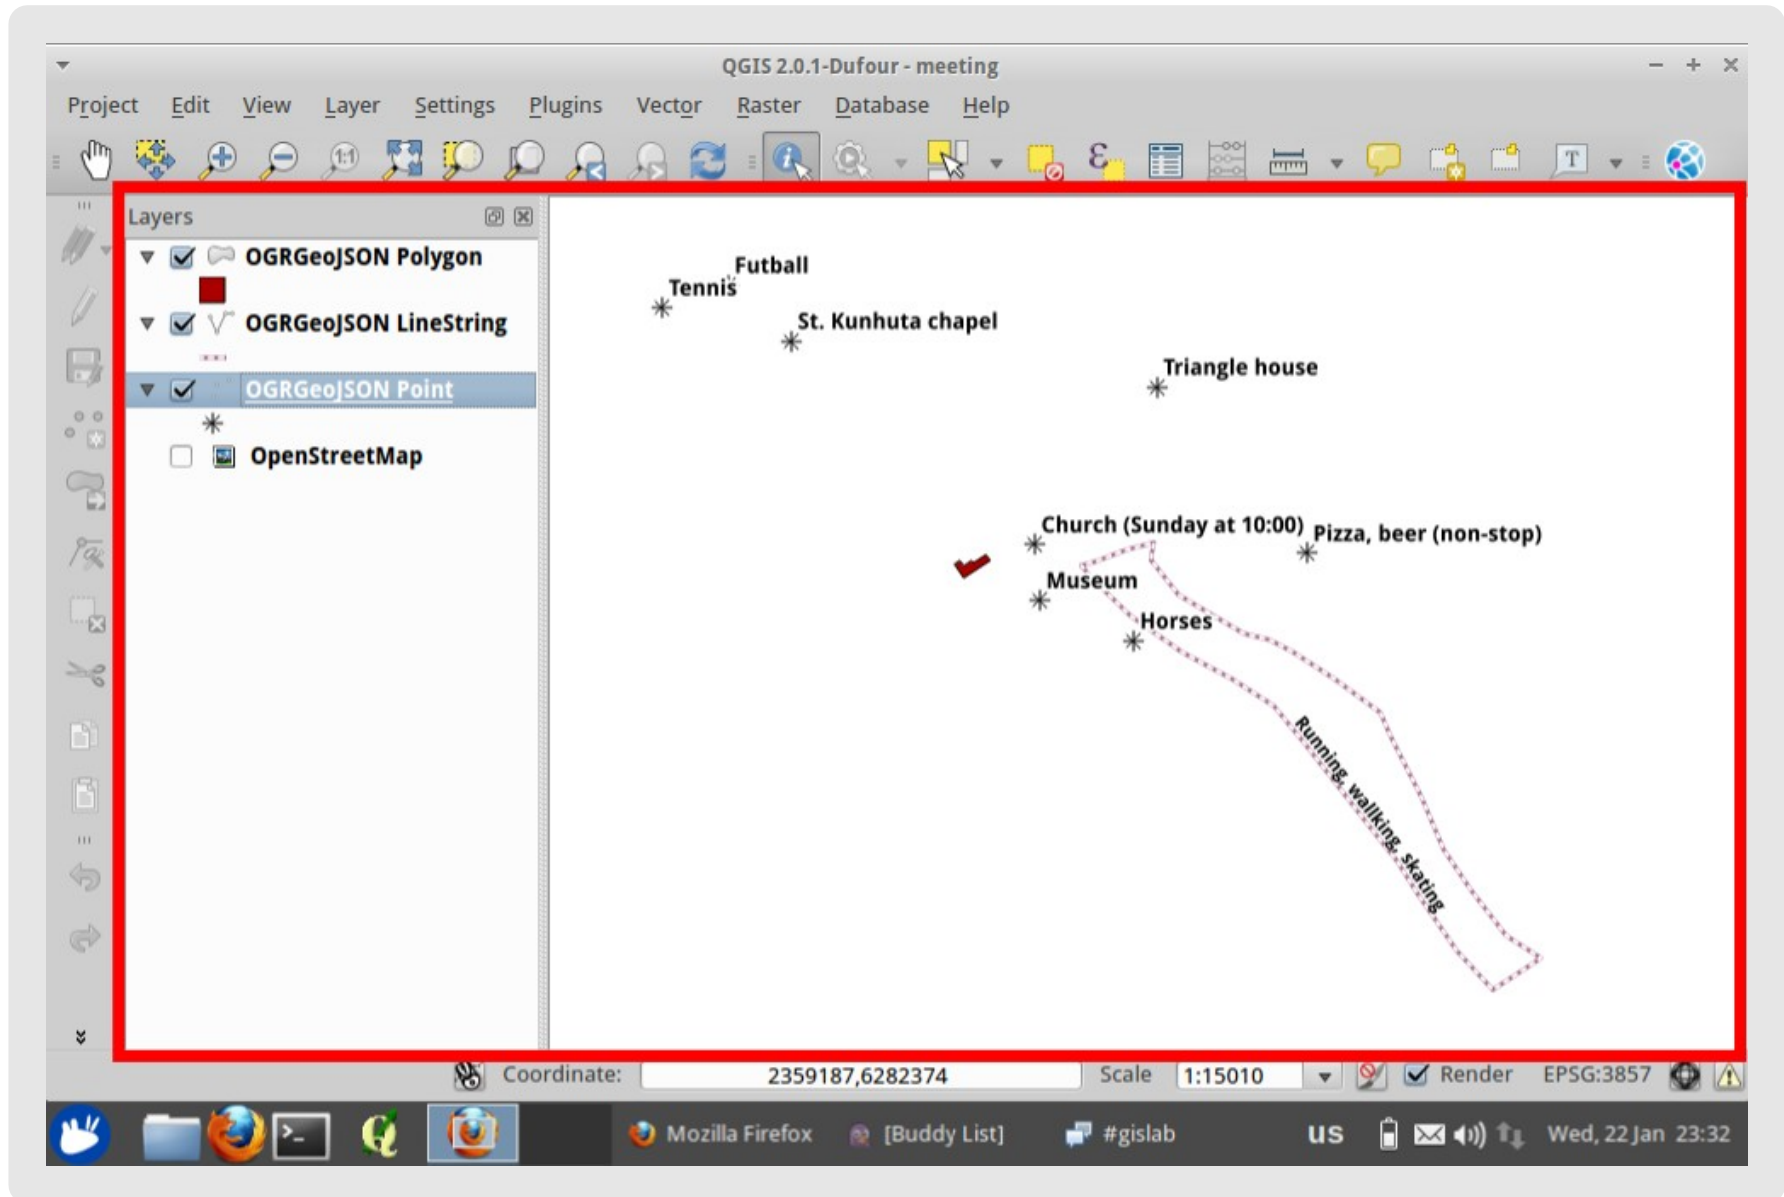 QGIS 2.0.1-Dufour - meeting
Project Edit View Layer Settings Plugins Vector Raster Database Help
1:1
ε
T
Layers
OGRGeoJSON Polygon
OGRGeoJSON LineString
OGRGeoJSON Point
OpenStreetMap
Futball
Tennis
St. Kunhuta chapel
Triangle house
Church (Sunday at 10:00)
Pizza, beer (non-stop)
Museum
Horses
Running, wallking, skating
Coordinate: 2359187,6282374 Scale 1:15010 Render EPSG:3857
>_ Mozilla Firefox [Buddy List] #gislab us Wed, 22 Jan 23:32